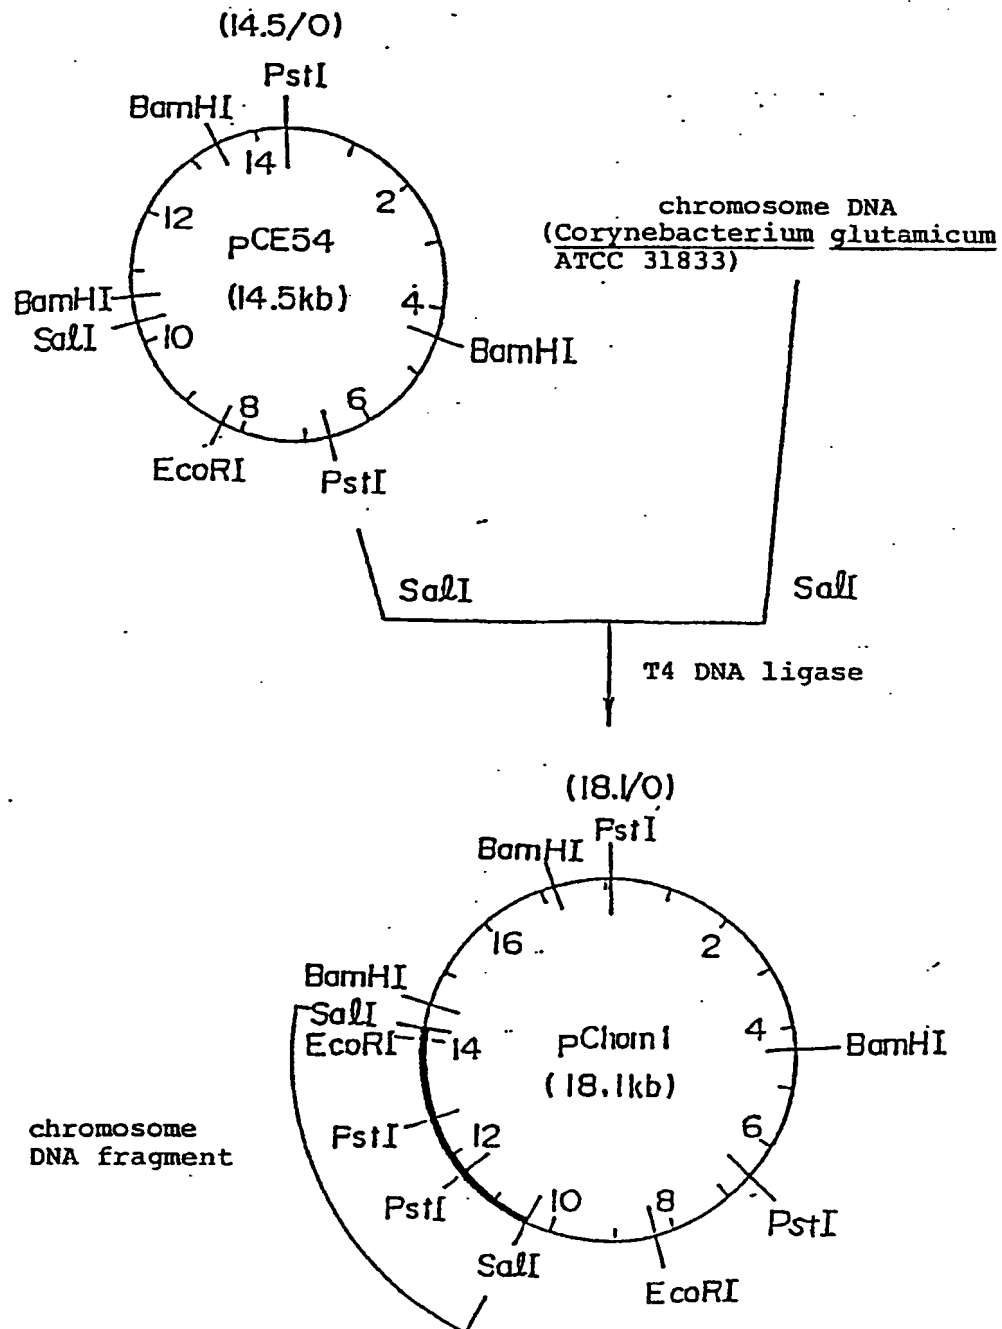 (14.5/0)
PstI
BamHI
14
2
12
pCE54
(14.5kb)
BamHI
SalI
10
4
BamHI
8
6
EcoRI
PstI
chromosome DNA
(Corynebacterium glutamicum
ATCC 31833)
SalI
SalI
T4 DNA ligase
(18.1/0)
PstI
BamHI
16
2
BamHI
SalI
EcoRI
14
pChom1
(18.1kb)
4
BamHI
chromosome
DNA fragment
PstI
12
6
PstI
10
8
PstI
SalI
EcoRI